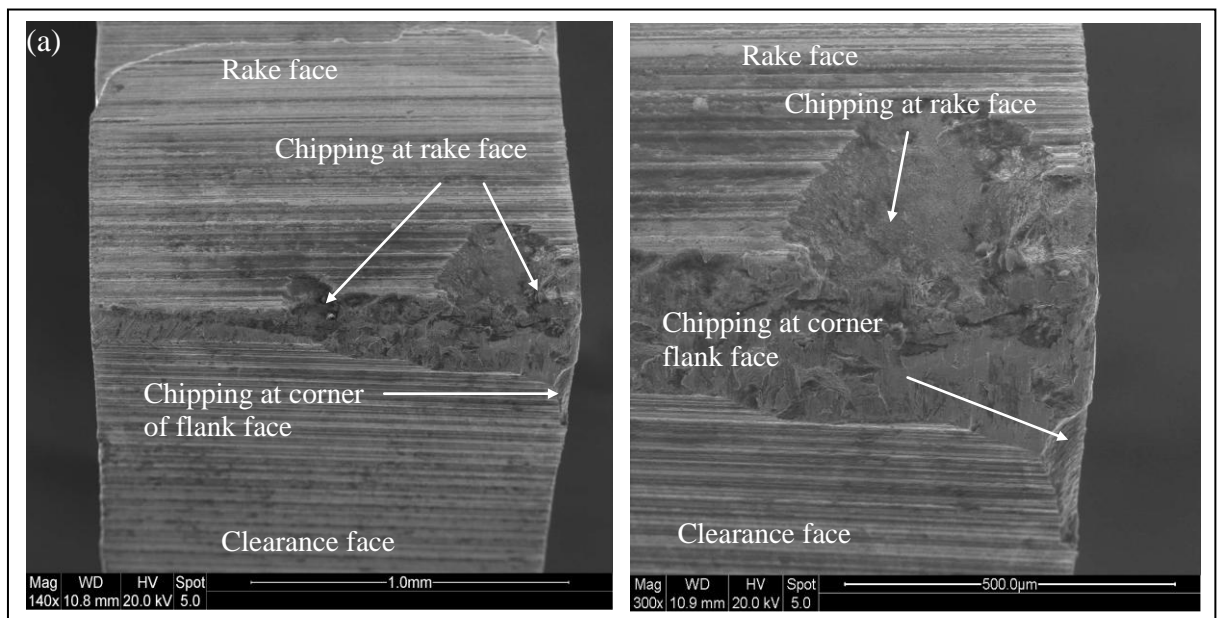 (a)
Rake face
Chipping at rake face
Chipping at corner
of flank face
Clearance face
Mag WD HV Spot
140x 10.8 mm 20.0 kV 5.0
1.0mm
Rake face
Chipping at rake face
Chipping at corner
flank face
Clearance face
Mag WD HV Spot
300x 10.9 mm 20.0 kV 5.0
500.0µm